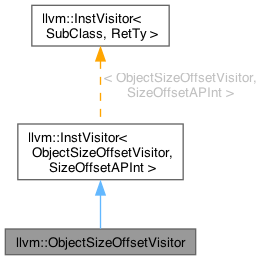 llvm::InstVisitor<
SubClass, RetTy >
< ObjectSizeOffsetVisitor,
SizeOffsetAPInt >
llvm::InstVisitor<
ObjectSizeOffsetVisitor,
SizeOffsetAPInt >
llvm::ObjectSizeOffsetVisitor